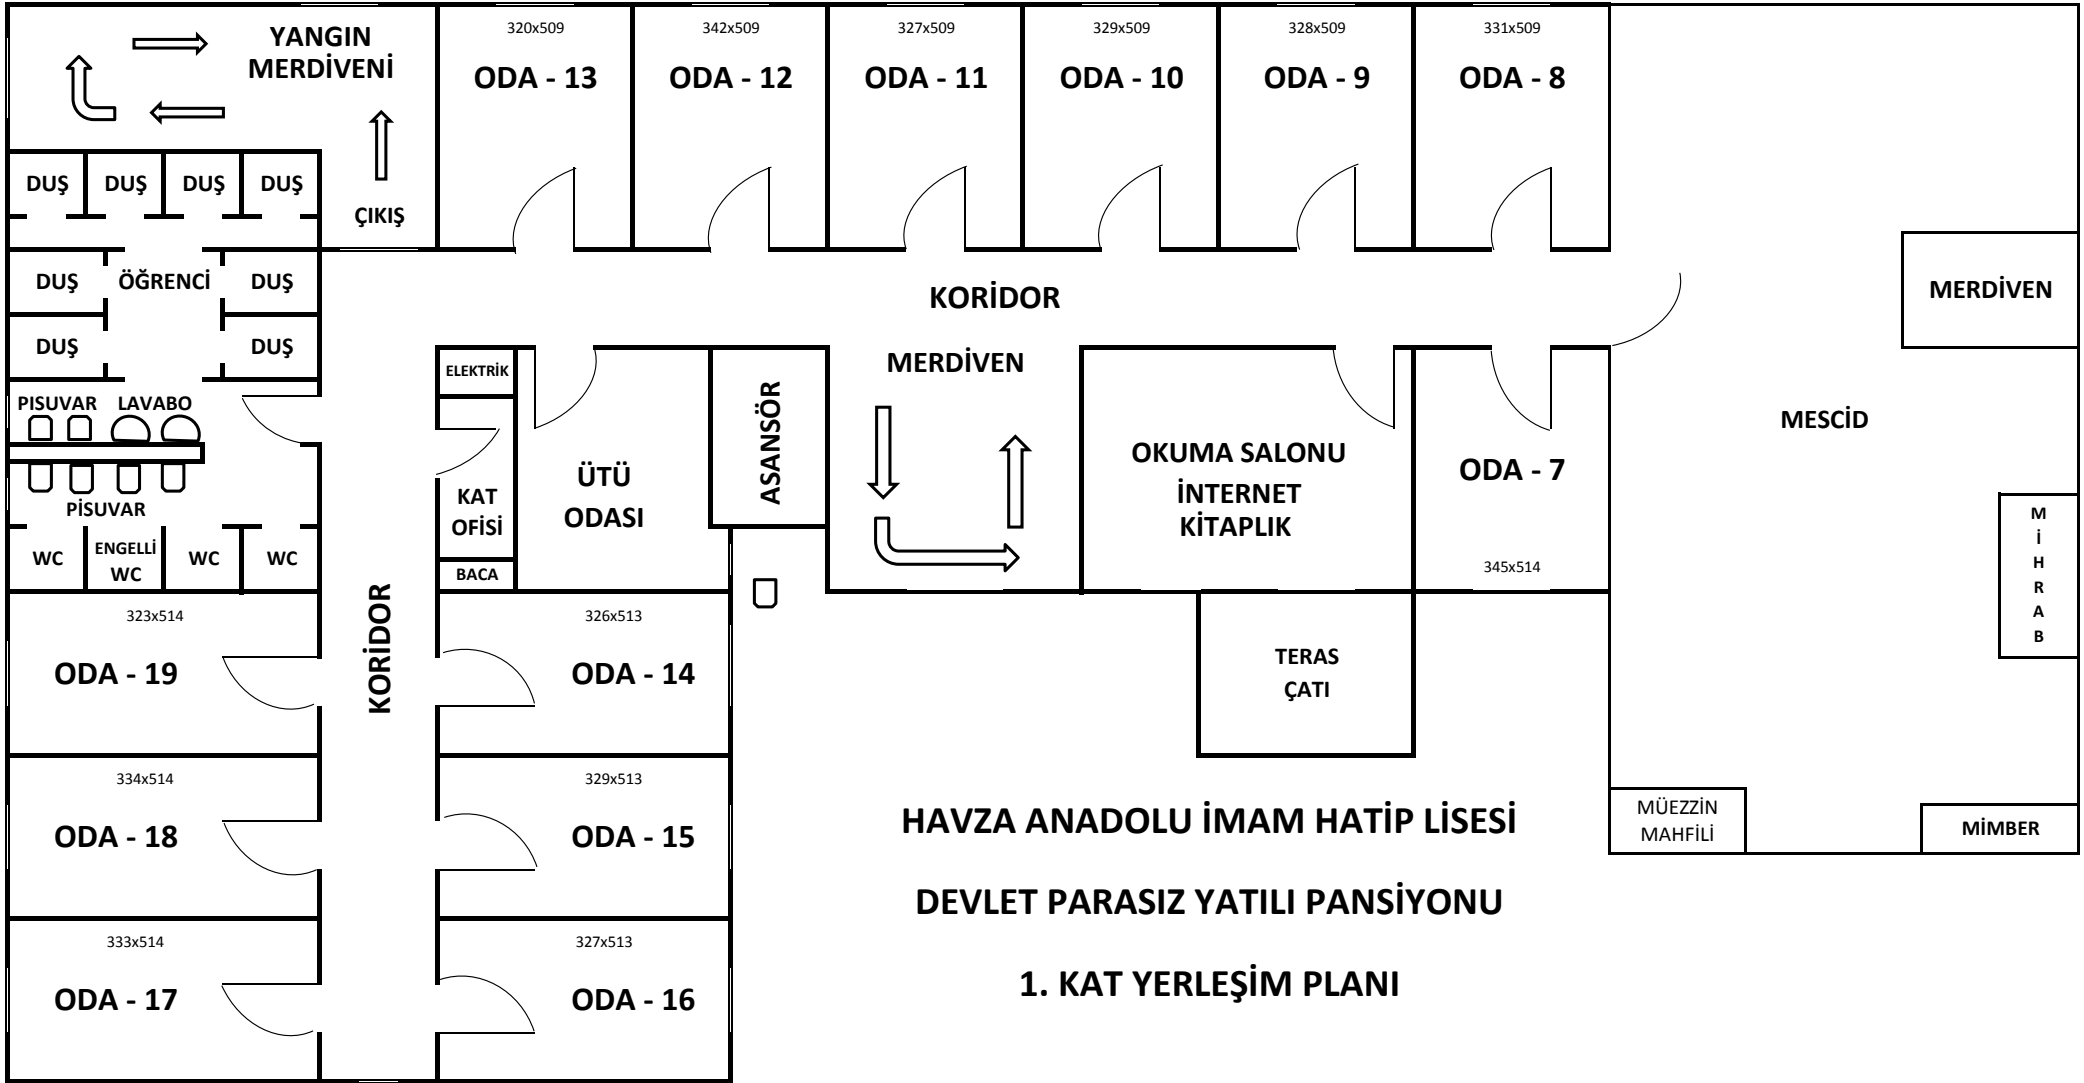 YANGIN
MERDİVENİ
320x509
ODA - 13
342x509
ODA - 12
327x509
ODA - 11
329x509
ODA - 10
328x509
ODA - 9
331x509
ODA - 8
DUŞ
DUŞ
DUŞ
DUŞ
ÇIKIŞ
DUŞ
ÖĞRENCİ
DUŞ
DUŞ
DUŞ
KORİDOR
MERDİVEN
MERDİVEN
ELEKTRİK
PISUVAR
LAVABO
PİSUVAR
KAT
OFİSİ
BACA
ÜTÜ
ODASI
ASANSÖR
OKUMA SALONU
İNTERNET
KİTAPLIK
ODA - 7
345x514
MESCİD
M
İ
H
R
A
B
WC
ENGELLİ
WC
WC
WC
KORİDOR
323x514
ODA - 19
326x513
ODA - 14
TERAS
ÇATI
334x514
ODA - 18
329x513
ODA - 15
MÜEZZİN
MAHFİLİ
MİMBER
333x514
ODA - 17
327x513
ODA - 16
HAVZA ANADOLU İMAM HATİP LİSESİ
DEVLET PARASIZ YATILI PANSİYONU
1. KAT YERLEŞİM PLANI